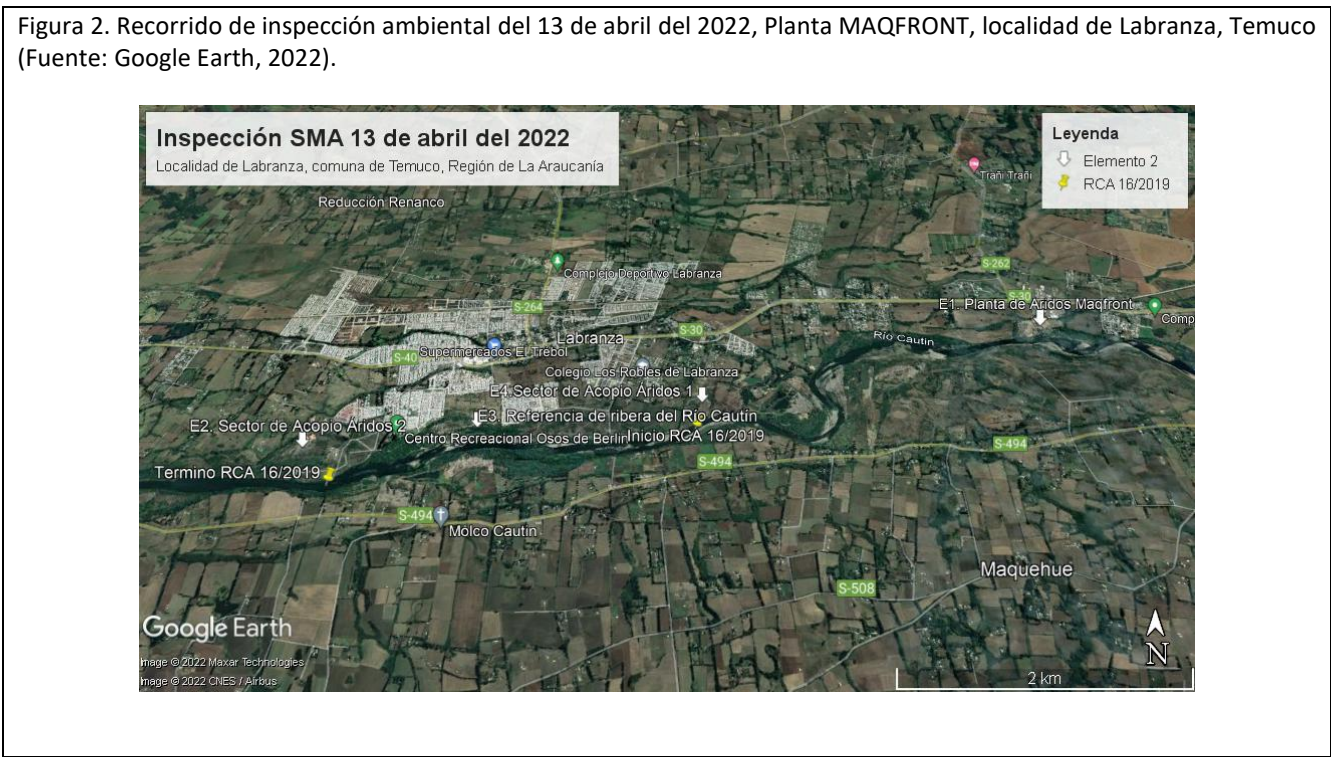 Figura 2. Recorrido de inspección ambiental del 13 de abril del 2022, Planta MAQFRONT, localidad de Labranza, Temuco
(Fuente: Google Earth, 2022).
Inspección SMA 13 de abril del 2022
Localidad de Labranza, comuna de Temuco, Región de La Araucanía
Leyenda
Elemento 2
RCA 16/2019
Trañi Trañi
Reducción Renanco
S-262
Complejo Deportivo Labranza
S-30
E1. Planta de Áridos Maqfront
Comp
S-264
S-30
Labranza
Río Cautin
Supermercados El Trebol
S-40
Colegio Los Robles de Labranza
E4 Sector de Acopio Áridos 1
E3. Referencia de ribera del Río Cautín
E2. Sector de Acopio Áridos 2
Centro Recreacional Osos de Berlin
Inicio RCA 16/2019
S-494
S-494
Termino RCA 16/2019
S-494
Molco Cautin
Maquehue
S-508
Google Earth
Image © 2022 Maxar Technologies
Image © 2022 CNES / Airbus
N
2 km